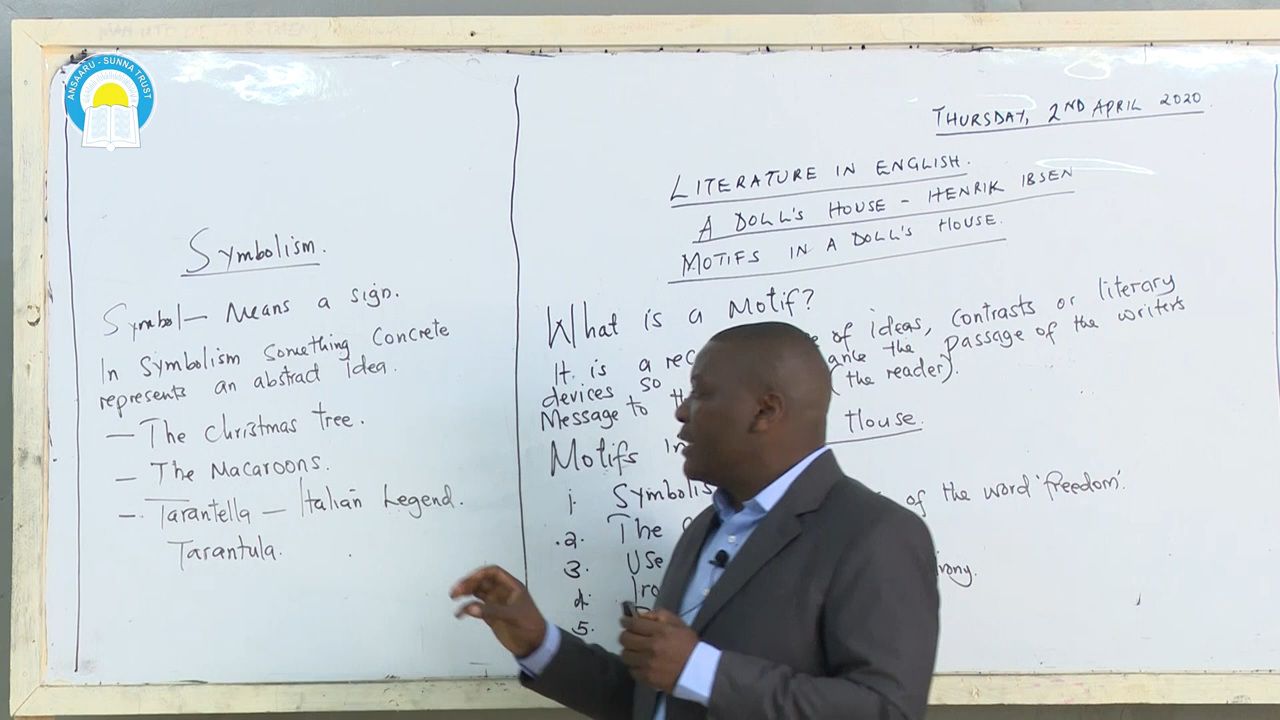 ANSAARU - SUNNA TRUST
Symbolism.
Symbol - Means a sign.
In Symbolism something Concrete
represents an abstract idea.
- The Christmas tree.
- The Macaroons.
- Tarantella - Italian Legend.
Tarantula.
THURSDAY, 2ND APRIL 2020
LITERATURE IN ENGLISH.
A DOLL'S HOUSE - HENRIK IBSEN
MOTIFS IN A DOLL'S HOUSE.
What is a Motif?
It is a of ideas, contrasts or literary
devices so the passage of the writers
Message to (the reader).
Motifs in House.
1. of the word 'freedom'.
.2. The
3. Use irony.
4.
5.